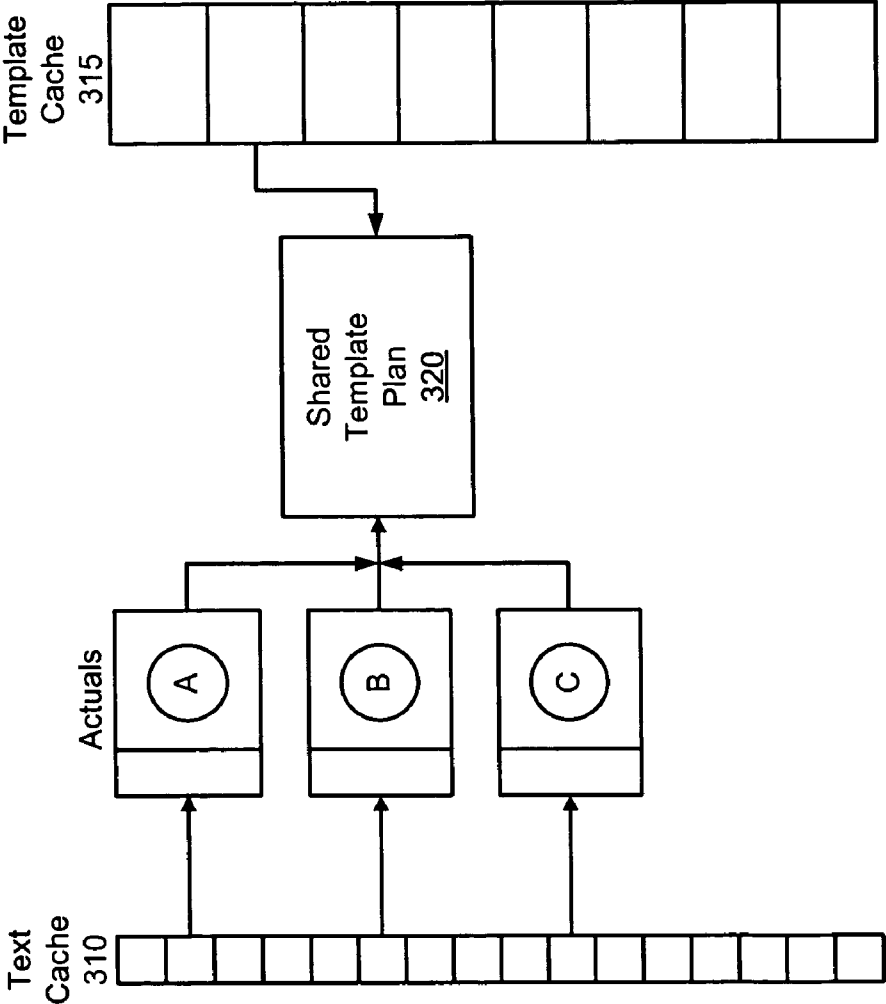 Text
Cache
310
Actuals
A
B
C
Shared
Template
Plan
320
Template
Cache
315